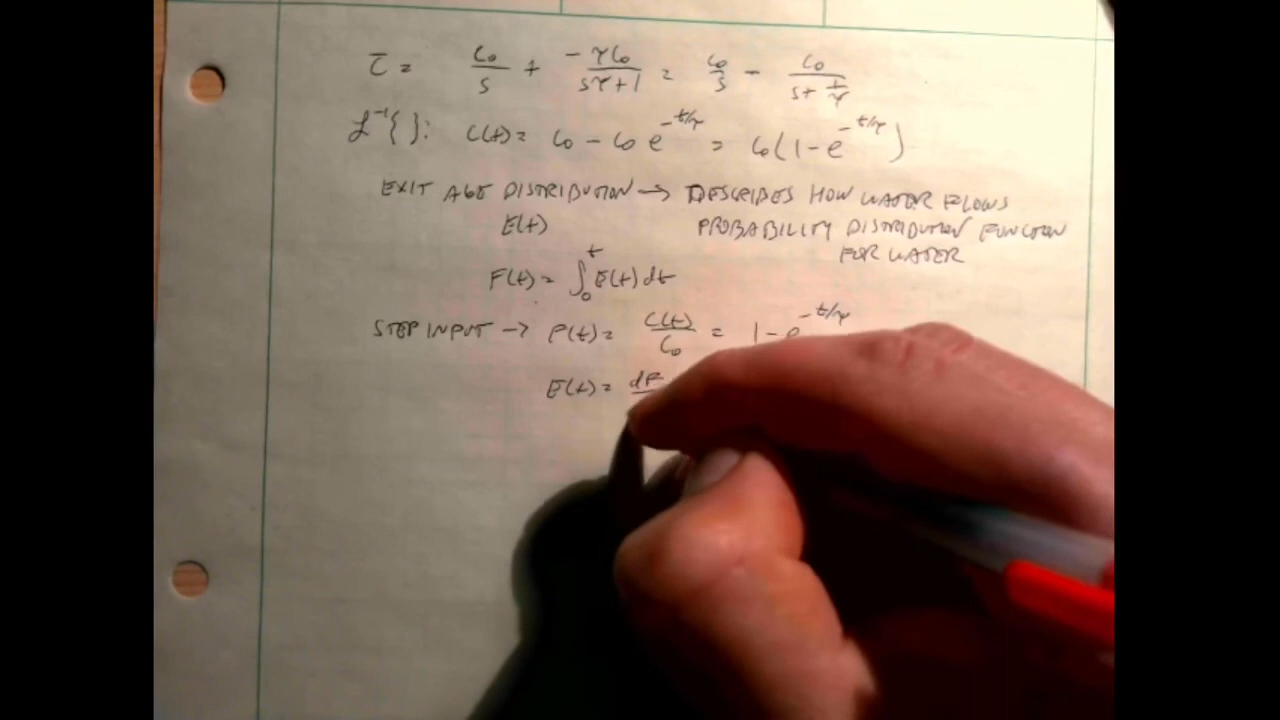 C̄ = C₀/s + -τC₀/(sτ+1) = C₀/s - C₀/(s+1/τ)
ℒ⁻¹{ }: C(t) = C₀ - C₀ e^(-t/τ) = C₀(1-e^(-t/τ))
EXIT AGE DISTRIBUTION → DESCRIBES HOW WATER FLOWS
E(t) PROBABILITY DISTRIBUTION FUNCTION
FOR WATER
F(t) = ∫₀ᵗ E(t) dt
STEP INPUT → F(t) = C(t)/C₀ = 1-e^(-t/τ)
E(t) = dF